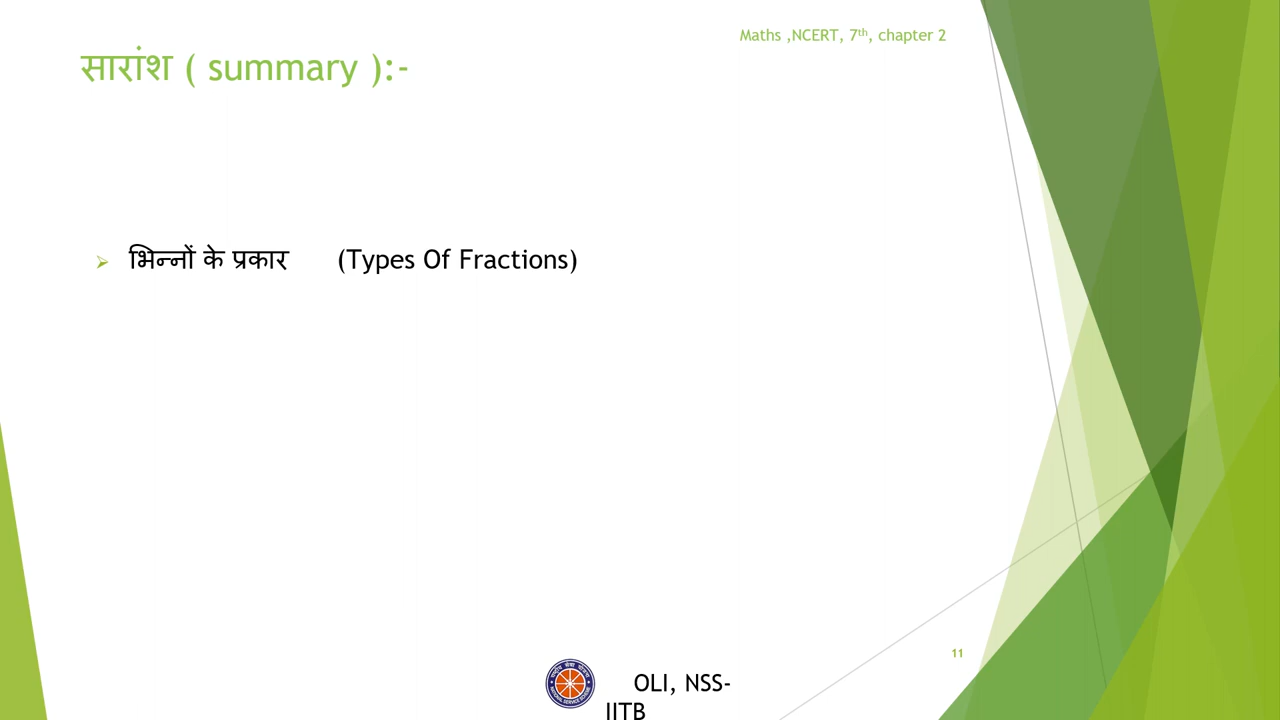 Maths ,NCERT, 7th, chapter 2
सारांश ( summary ):-
भिन्नों के प्रकार (Types Of Fractions)
11
OLI, NSS-
IITB